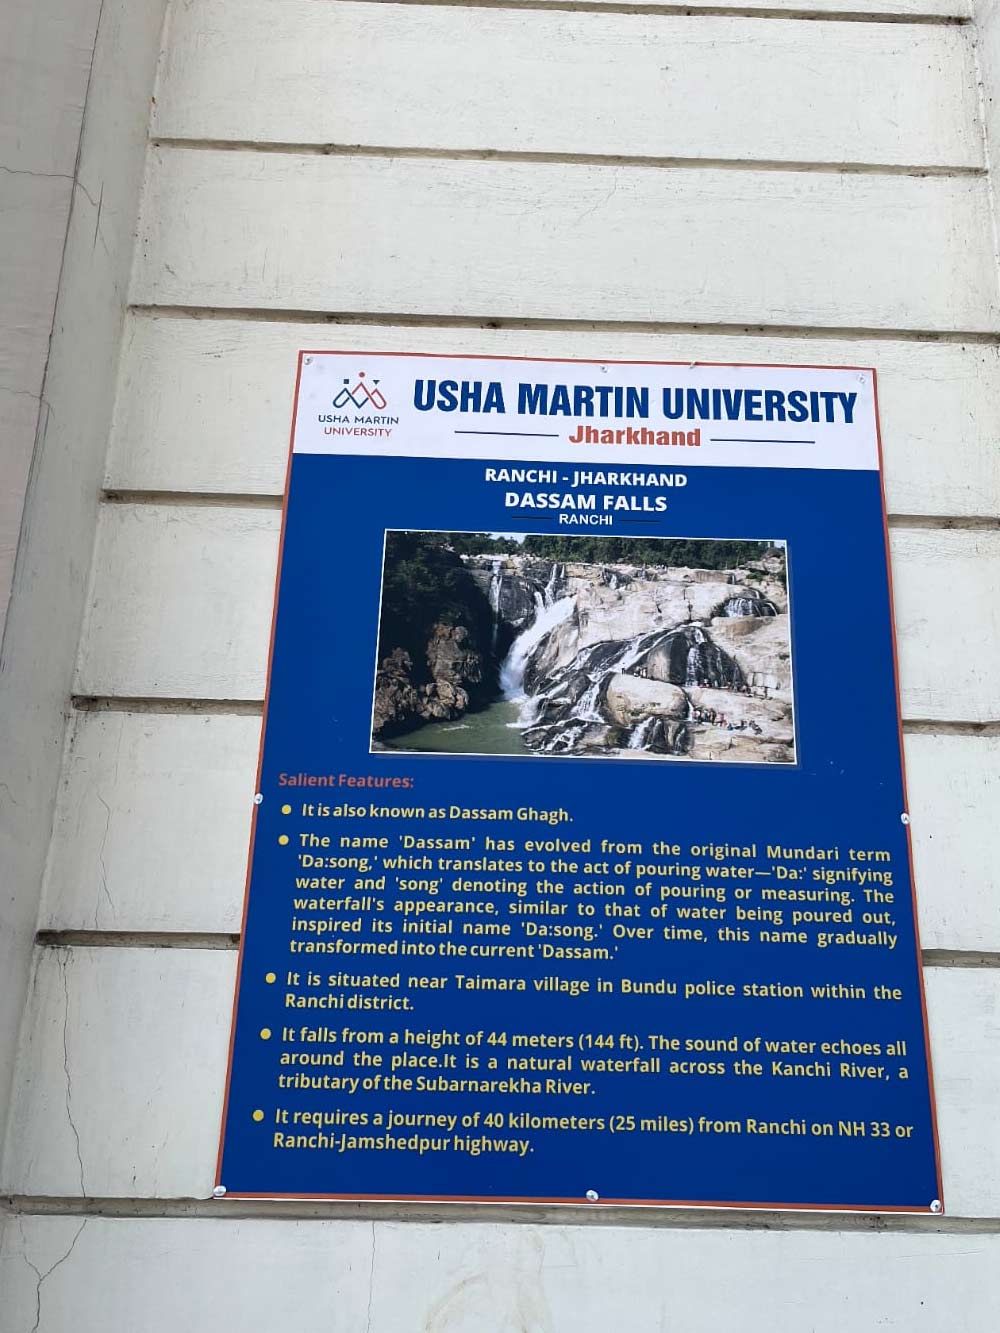 USHA MARTIN
UNIVERSITY
USHA MARTIN UNIVERSITY
Jharkhand
RANCHI - JHARKHAND
DASSAM FALLS
RANCHI
Salient Features:
It is also known as Dassam Ghagh.
The name 'Dassam' has evolved from the original Mundari term
'Da:song,' which translates to the act of pouring water—'Da:' signifying
water and 'song' denoting the action of pouring or measuring. The
waterfall's appearance, similar to that of water being poured out,
inspired its initial name 'Da:song.' Over time, this name gradually
transformed into the current 'Dassam.'
It is situated near Taimara village in Bundu police station within the
Ranchi district.
It falls from a height of 44 meters (144 ft). The sound of water echoes all
around the place.It is a natural waterfall across the Kanchi River, a
tributary of the Subarnarekha River.
It requires a journey of 40 kilometers (25 miles) from Ranchi on NH 33 or
Ranchi-Jamshedpur highway.